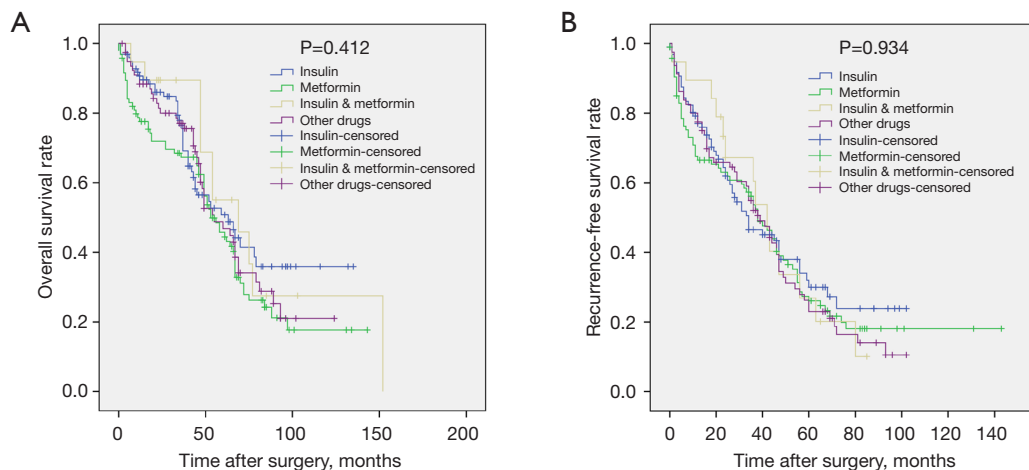 A
P=0.412
Insulin
Metformin
Insulin & metformin
Other drugs
Insulin-censored
Metformin-censored
Insulin & metformin-censored
Other drugs-censored
Overall survival rate
1.0
0.8
0.6
0.4
0.2
0.0
0 50 100 150 200
Time after surgery, months
B
P=0.934
Insulin
Metformin
Insulin & metformin
Other drugs
Insulin-censored
Metformin-censored
Insulin & metformin-censored
Other drugs-censored
Recurrence-free survival rate
1.0
0.8
0.6
0.4
0.2
0.0
0 20 40 60 80 100 120 140
Time after surgery, months